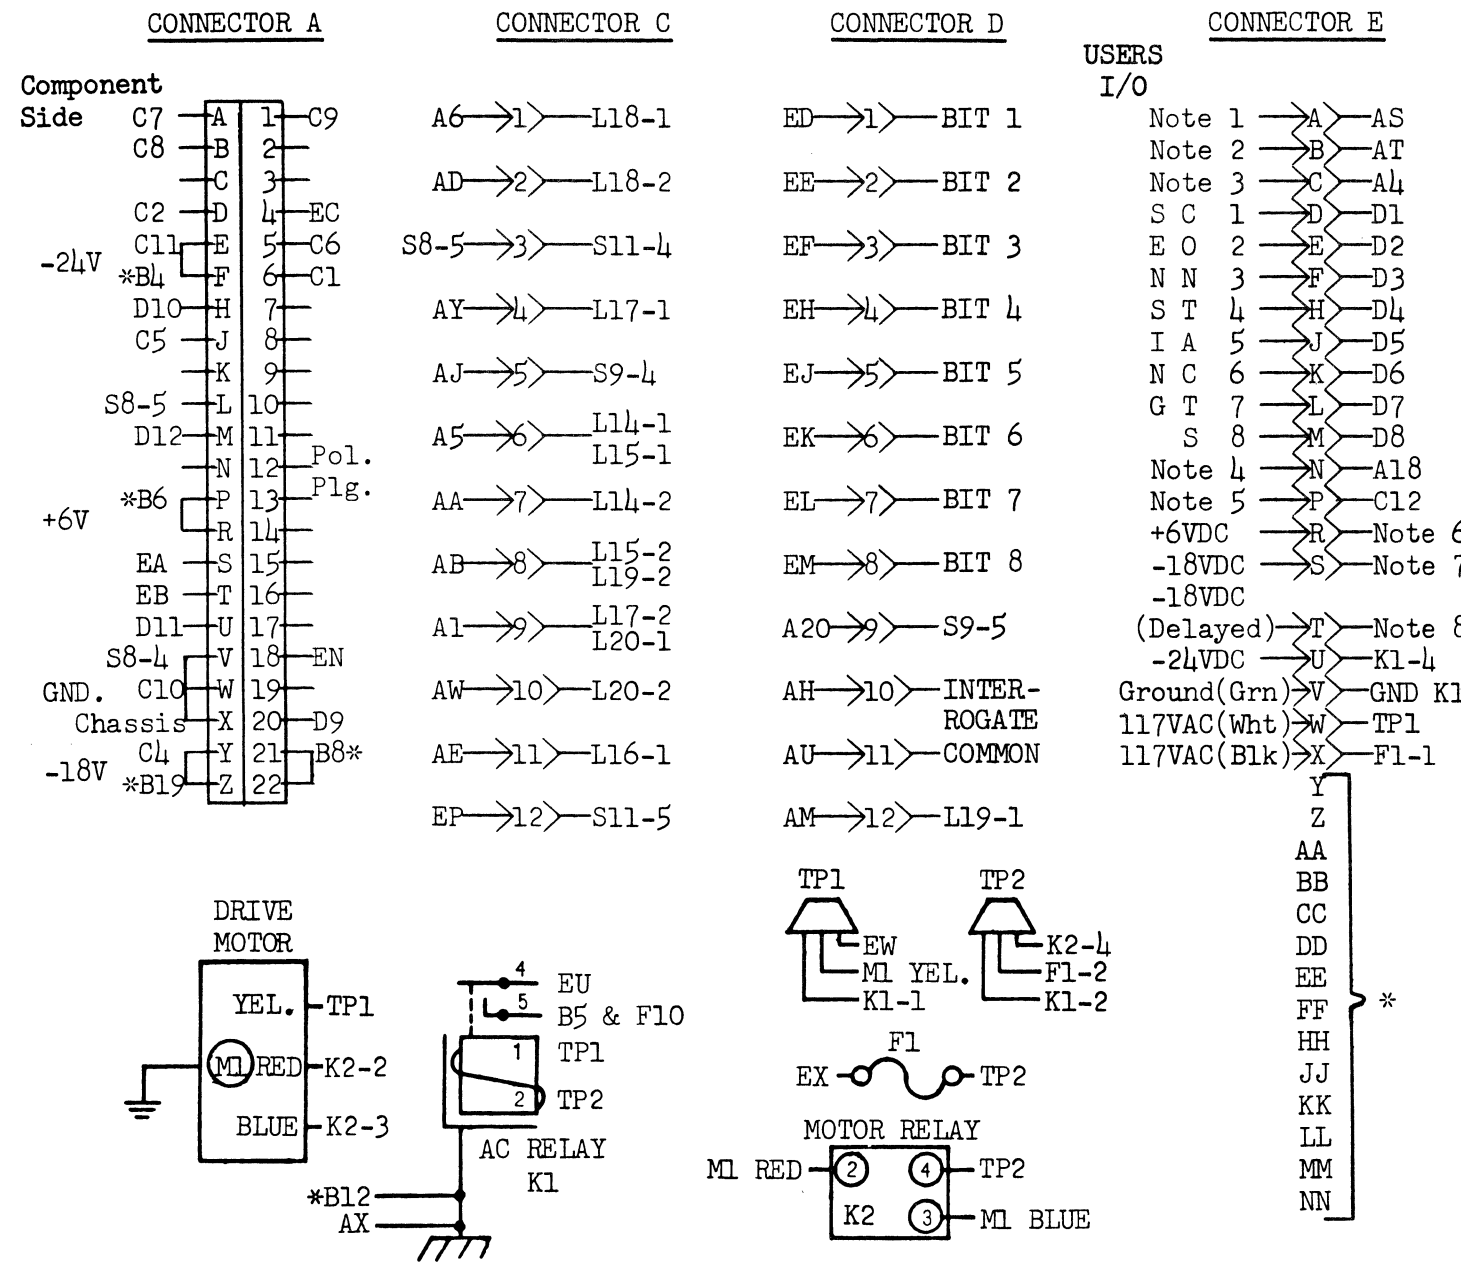 CONNECTOR A
Component
Side
C7 A 1 C9
C8 B 2
C 3
C2 D 4 EC
C11 E 5 C6
-24V
*B4 F 6 C1
D10 H 7
C5 J 8
K 9
S8-5 L 10
D12 M 11
N 12 Pol.
*B6 P 13 Plg.
+6V
R 14
EA S 15
EB T 16
D11 U 17
S8-4 V 18 EN
GND. C10 W 19
Chassis X 20 D9
C4 Y 21 B8*
-18V
*B19 Z 22
CONNECTOR C
A6 1 L18-1
AD 2 L18-2
S8-5 3 S11-4
AY 4 L17-1
AJ 5 S9-4
A5 6 L14-1
L15-1
AA 7 L14-2
AB 8 L15-2
L19-2
A1 9 L17-2
L20-1
AW 10 L20-2
AE 11 L16-1
EP 12 S11-5
CONNECTOR D
ED 1 BIT 1
EE 2 BIT 2
EF 3 BIT 3
EH 4 BIT 4
EJ 5 BIT 5
EK 6 BIT 6
EL 7 BIT 7
EM 8 BIT 8
A20 9 S9-5
AH 10 INTER-
ROGATE
AU 11 COMMON
AM 12 L19-1
CONNECTOR E
USERS
I/O
Note 1 A AS
Note 2 B AT
Note 3 C A4
S C 1 D D1
E O 2 E D2
N N 3 F D3
S T 4 H D4
I A 5 J D5
N C 6 K D6
G T 7 L D7
S 8 M D8
Note 4 N A18
Note 5 P C12
+6VDC R Note 6
-18VDC S Note 7
-18VDC
(Delayed) T Note 8
-24VDC U K1-4
Ground(Grn) V GND K1
117VAC(Wht) W TP1
117VAC(Blk) X F1-1
Y
Z
AA
BB
CC
DD
EE
FF
*
HH
JJ
KK
LL
MM
NN
DRIVE
MOTOR
YEL. TP1
M1 RED K2-2
BLUE K2-3
4 EU
5 B5 & F10
1 TP1
2 TP2
AC RELAY
K1
*B12
AX
TP1
EW
M1 YEL.
K1-1
TP2
K2-4
F1-2
K1-2
F1
EX TP2
MOTOR RELAY
M1 RED 2 4 TP2
K2 3 M1 BLUE